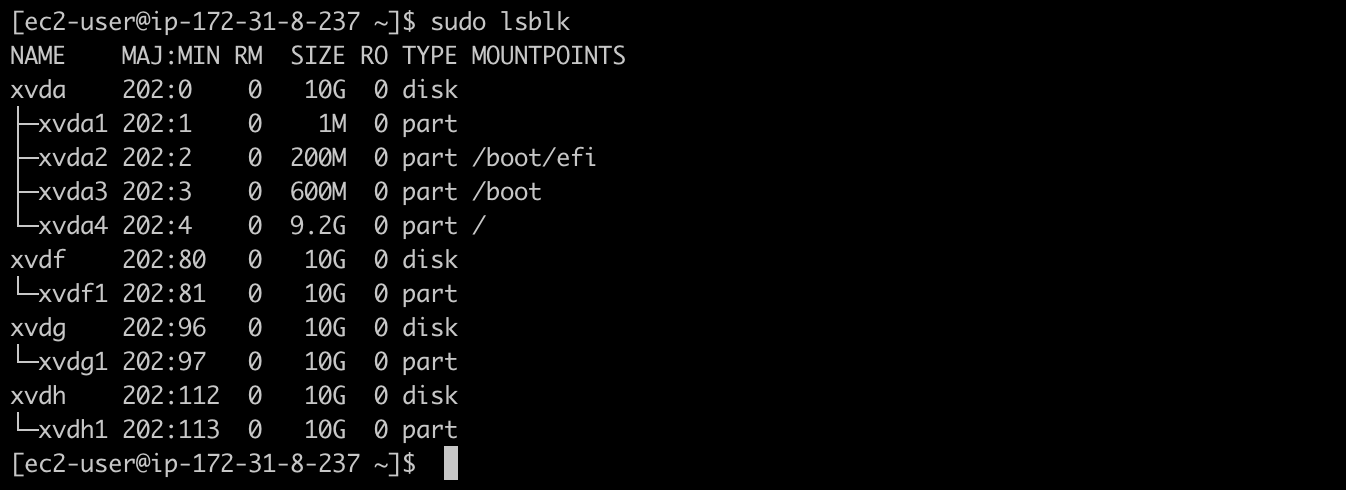 [ec2-user@ip-172-31-8-237 ~]$ sudo lsblk
NAME    MAJ:MIN RM   SIZE RO TYPE MOUNTPOINTS
xvda    202:0    0    10G  0 disk
├─xvda1 202:1    0     1M  0 part
├─xvda2 202:2    0   200M  0 part /boot/efi
├─xvda3 202:3    0   600M  0 part /boot
└─xvda4 202:4    0   9.2G  0 part /
xvdf    202:80   0    10G  0 disk
└─xvdf1 202:81   0    10G  0 part
xvdg    202:96   0    10G  0 disk
└─xvdg1 202:97   0    10G  0 part
xvdh    202:112  0    10G  0 disk
└─xvdh1 202:113  0    10G  0 part
[ec2-user@ip-172-31-8-237 ~]$